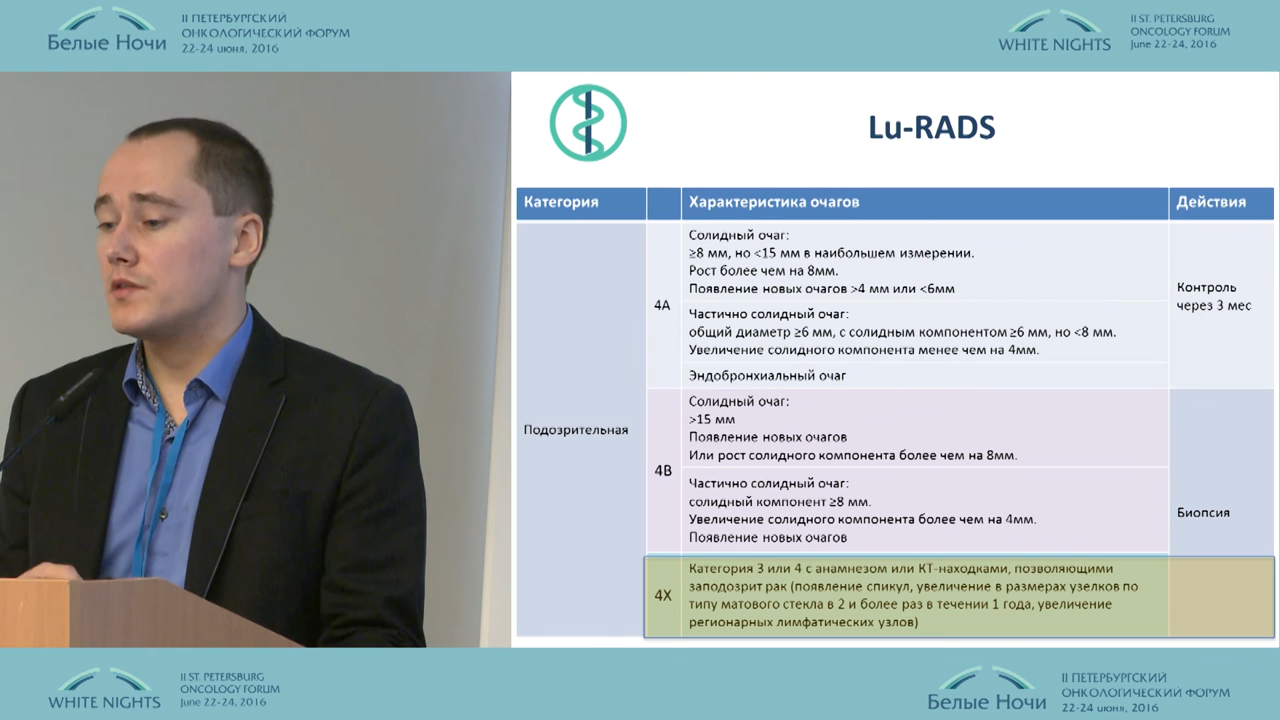 Белые Ночи
II ПЕТЕРБУРГСКИЙ
ОНКОЛОГИЧЕСКИЙ ФОРУМ
22-24 июня, 2016
WHITE NIGHTS
II ST. PETERSBURG
ONCOLOGY FORUM
June 22-24, 2016
Lu-RADS
Категория
Характеристика очагов
Действия
Подозрительная
4A
Солидный очаг:
≥8 мм, но <15 мм в наибольшем измерении.
Рост более чем на 8мм.
Появление новых очагов >4 мм или <6мм
Частично солидный очаг:
общий диаметр ≥6 мм, с солидным компонентом ≥6 мм, но <8 мм.
Увеличение солидного компонента менее чем на 4мм.
Эндобронхиальный очаг
Контроль
через 3 мес
4B
Солидный очаг:
>15 мм
Появление новых очагов
Или рост солидного компонента более чем на 8мм.
Частично солидный очаг:
солидный компонент ≥8 мм.
Увеличение солидного компонента более чем на 4мм.
Появление новых очагов
Биопсия
4X
Категория 3 или 4 с анамнезом или КТ-находками, позволяющими
заподозрит рак (появление спикул, увеличение в размерах узелков по
типу матового стекла в 2 и более раз в течении 1 года, увеличение
регионарных лимфатических узлов)
WHITE NIGHTS
II ST. PETERSBURG
ONCOLOGY FORUM
June 22-24, 2016
Белые Ночи
II ПЕТЕРБУРГСКИЙ
ОНКОЛОГИЧЕСКИЙ ФОРУМ
22-24 июня, 2016